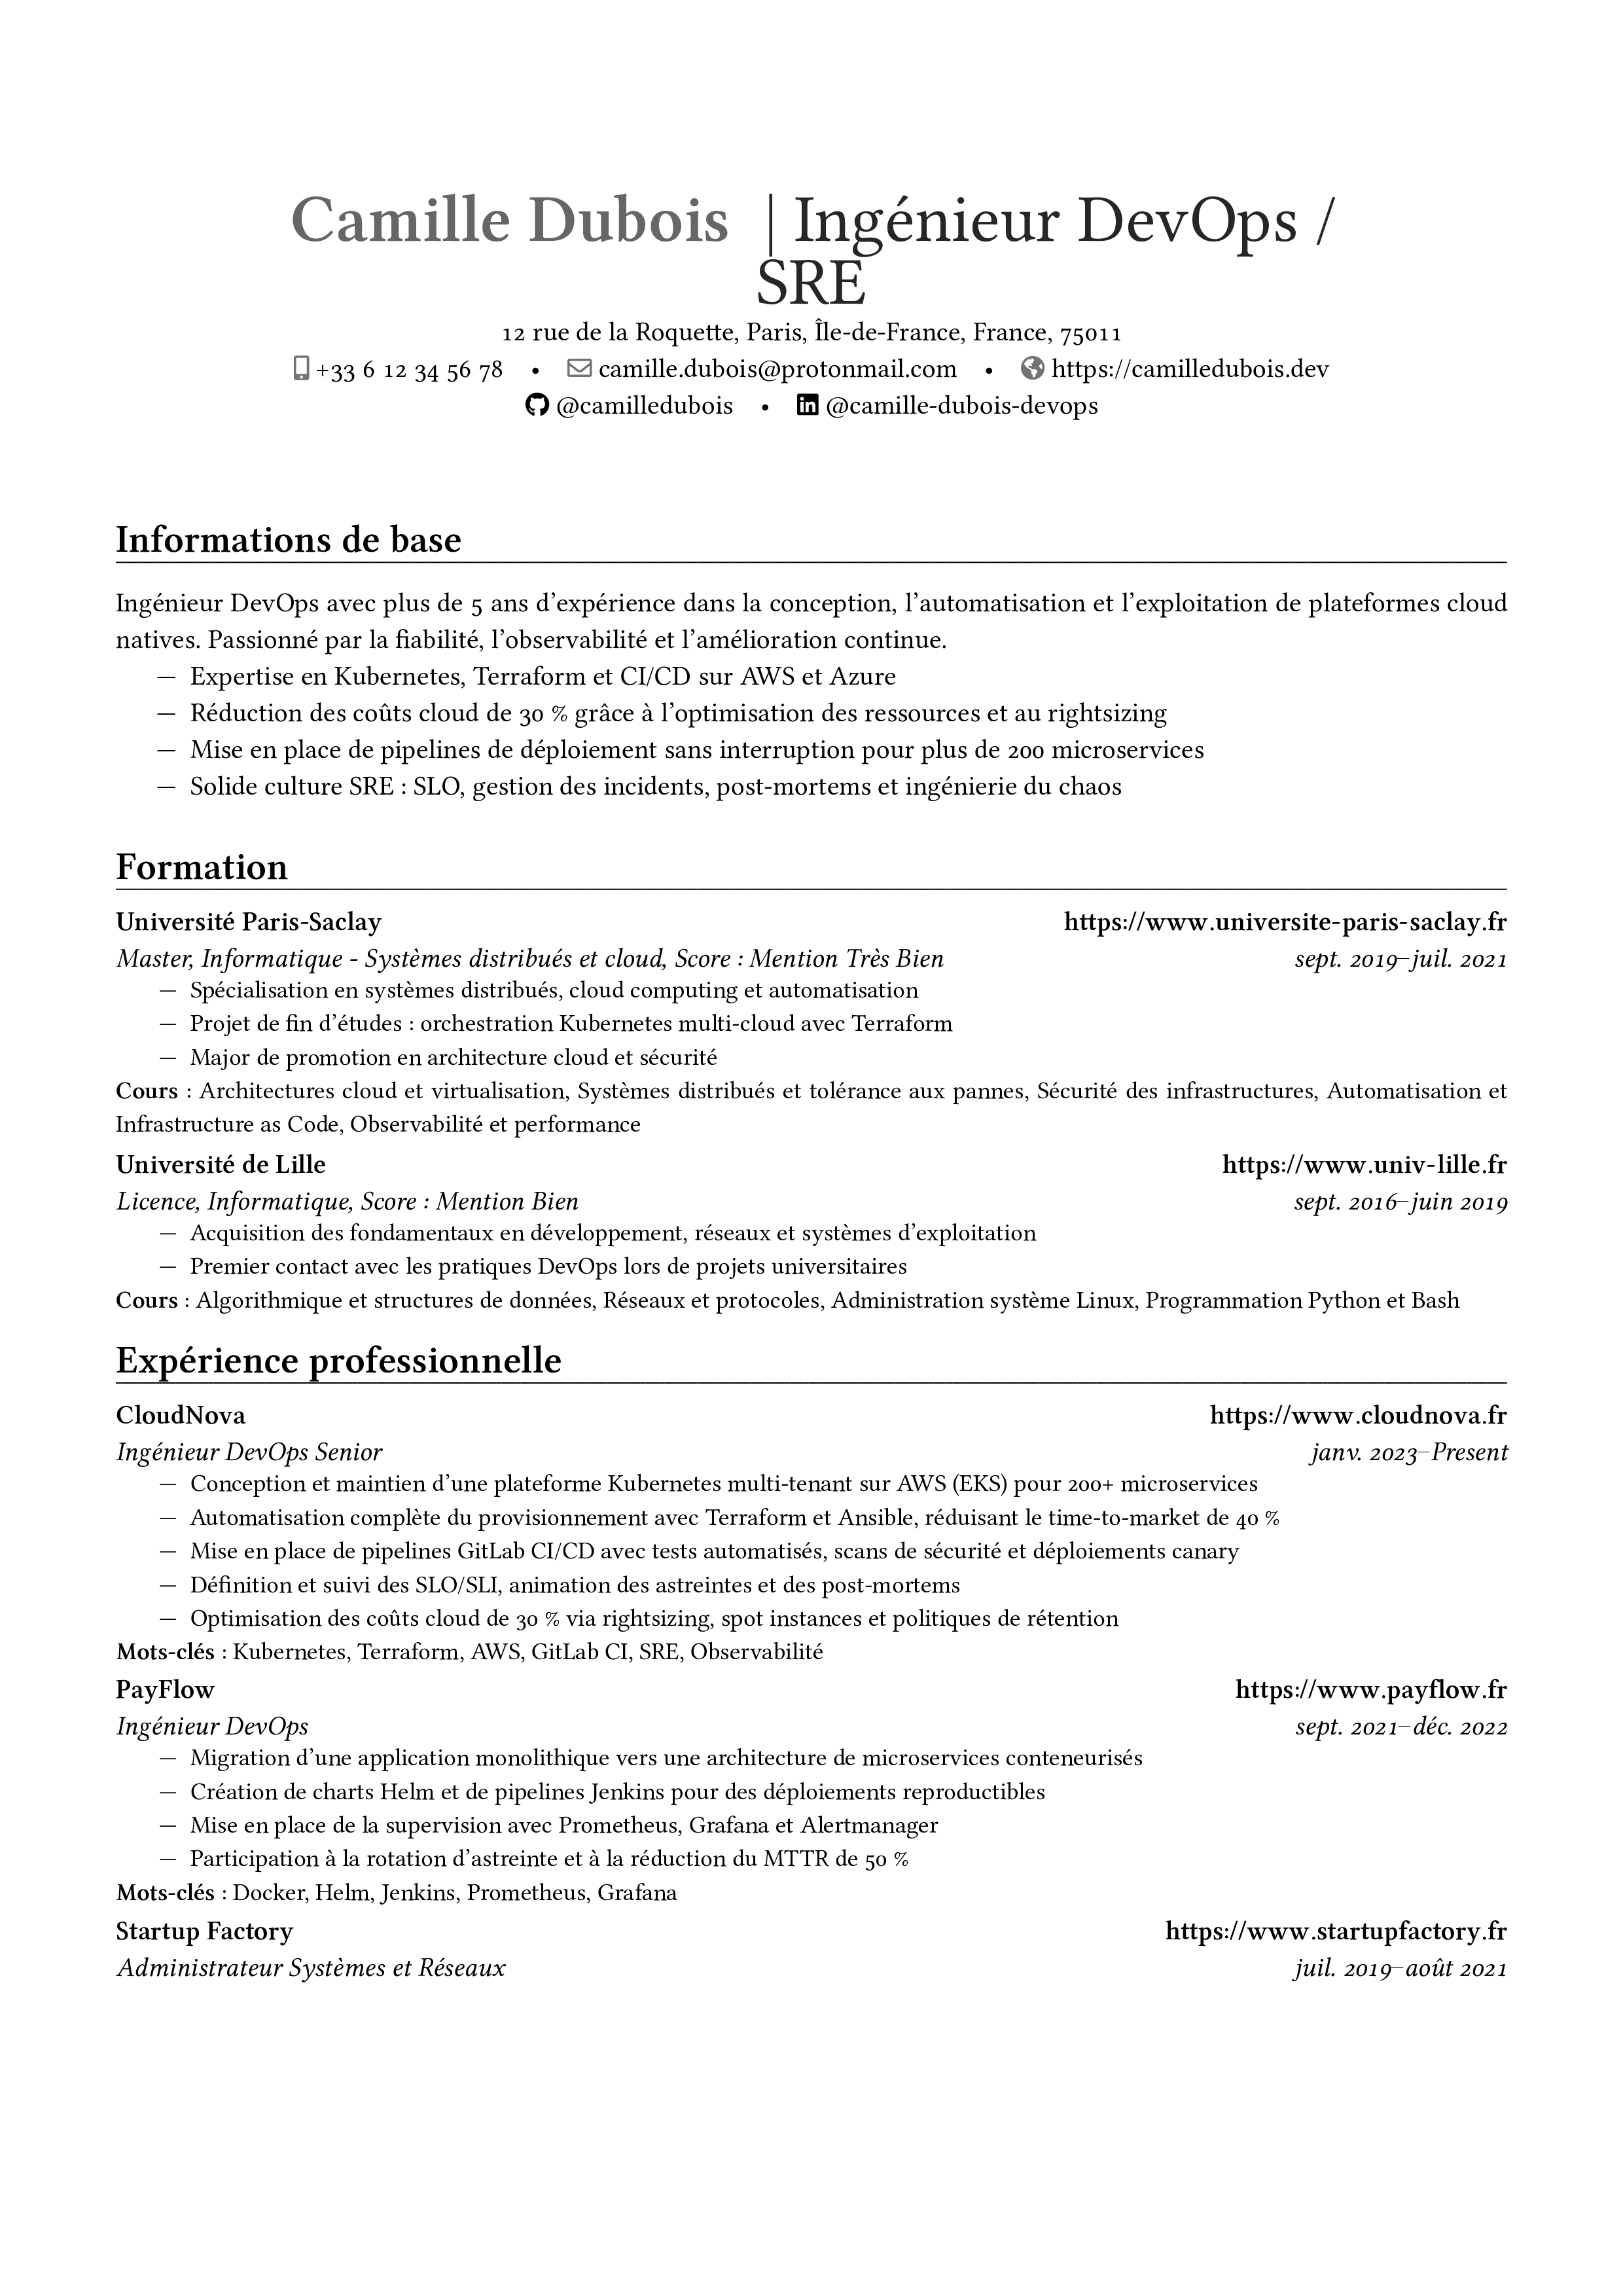 Camille Dubois | Ingénieur DevOps /
SRE
12 rue de la Roquette, Paris, Île-de-France, France, 75011
+33 6 12 34 56 78 • camille.dubois@protonmail.com • https://camilledubois.dev
@camilledubois • @camille-dubois-devops
Informations de base
Ingénieur DevOps avec plus de 5 ans d'expérience dans la conception, l'automatisation et l'exploitation de plateformes cloud
natives. Passionné par la fiabilité, l'observabilité et l'amélioration continue.
— Expertise en Kubernetes, Terraform et CI/CD sur AWS et Azure
— Réduction des coûts cloud de 30 % grâce à l'optimisation des ressources et au rightsizing
— Mise en place de pipelines de déploiement sans interruption pour plus de 200 microservices
— Solide culture SRE : SLO, gestion des incidents, post-mortems et ingénierie du chaos
Formation
Université Paris-Saclay https://www.universite-paris-saclay.fr
Master, Informatique - Systèmes distribués et cloud, Score : Mention Très Bien sept. 2019–juil. 2021
— Spécialisation en systèmes distribués, cloud computing et automatisation
— Projet de fin d'études : orchestration Kubernetes multi-cloud avec Terraform
— Major de promotion en architecture cloud et sécurité
Cours : Architectures cloud et virtualisation, Systèmes distribués et tolérance aux pannes, Sécurité des infrastructures, Automatisation et
Infrastructure as Code, Observabilité et performance
Université de Lille https://www.univ-lille.fr
Licence, Informatique, Score : Mention Bien sept. 2016–juin 2019
— Acquisition des fondamentaux en développement, réseaux et systèmes d'exploitation
— Premier contact avec les pratiques DevOps lors de projets universitaires
Cours : Algorithmique et structures de données, Réseaux et protocoles, Administration système Linux, Programmation Python et Bash
Expérience professionnelle
CloudNova https://www.cloudnova.fr
Ingénieur DevOps Senior janv. 2023–Present
— Conception et maintien d'une plateforme Kubernetes multi-tenant sur AWS (EKS) pour 200+ microservices
— Automatisation complète du provisionnement avec Terraform et Ansible, réduisant le time-to-market de 40 %
— Mise en place de pipelines GitLab CI/CD avec tests automatisés, scans de sécurité et déploiements canary
— Définition et suivi des SLO/SLI, animation des astreintes et des post-mortems
— Optimisation des coûts cloud de 30 % via rightsizing, spot instances et politiques de rétention
Mots-clés : Kubernetes, Terraform, AWS, GitLab CI, SRE, Observabilité
PayFlow https://www.payflow.fr
Ingénieur DevOps sept. 2021–déc. 2022
— Migration d'une application monolithique vers une architecture de microservices conteneurisés
— Création de charts Helm et de pipelines Jenkins pour des déploiements reproductibles
— Mise en place de la supervision avec Prometheus, Grafana et Alertmanager
— Participation à la rotation d'astreinte et à la réduction du MTTR de 50 %
Mots-clés : Docker, Helm, Jenkins, Prometheus, Grafana
Startup Factory https://www.startupfactory.fr
Administrateur Systèmes et Réseaux juil. 2019–août 2021